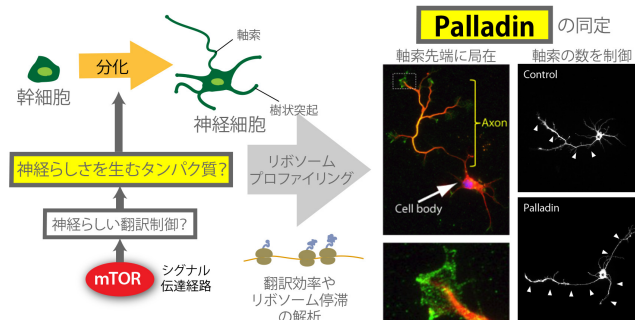 軸索
分化
幹細胞
樹状突起
神経細胞
神経らしさを生むタンパク質？
神経らしい翻訳制御？
mTOR
シグナル
伝達経路
リボソーム
プロファイリング
翻訳効率や
リボソーム停滞
の解析
Palladin の同定
軸索先端に局在
Axon
Cell body
軸索の数を制御
Control
Palladin